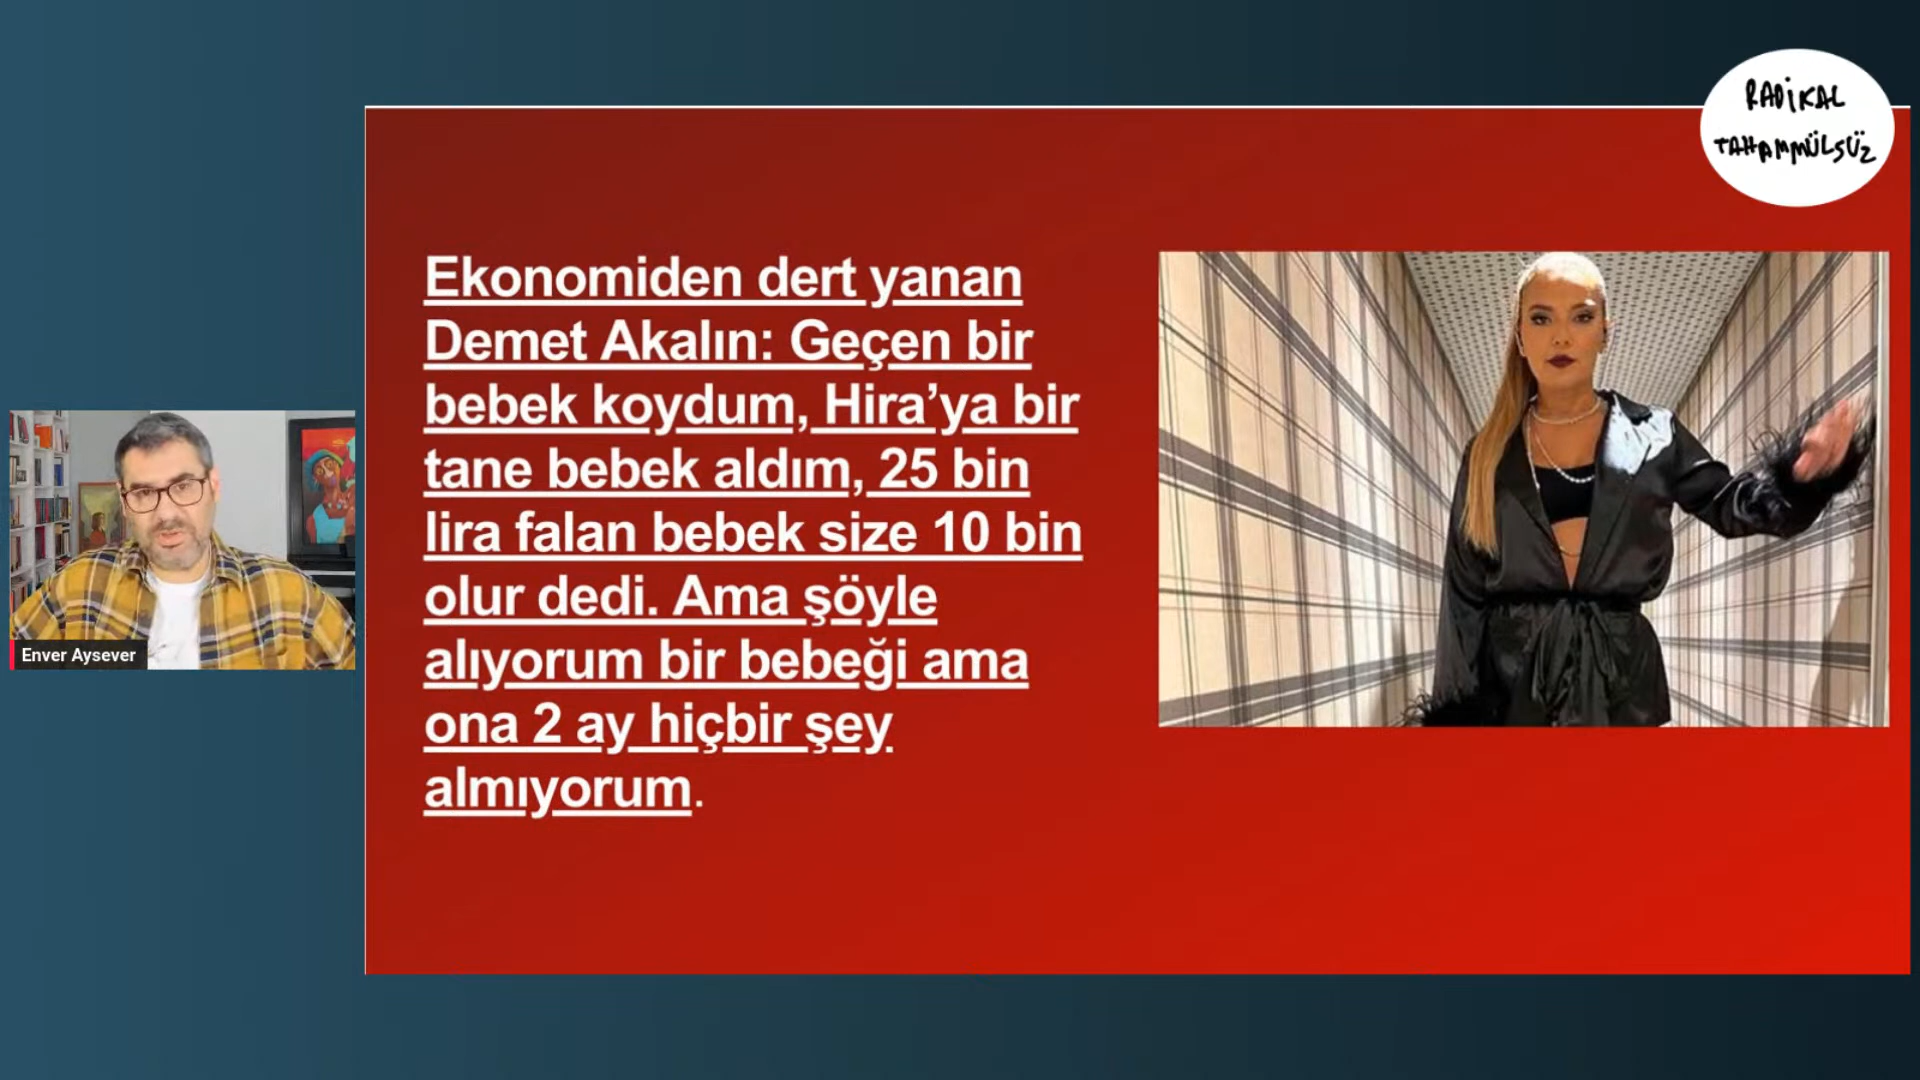 RADİKAL
TAHAMMÜLSÜZ
Ekonomiden dert yanan
Demet Akalın: Geçen bir
bebek koydum, Hira’ya bir
tane bebek aldım, 25 bin
lira falan bebek size 10 bin
olur dedi. Ama şöyle
alıyorum bir bebeği ama
ona 2 ay hiçbir şey
almıyorum.
Enver Aysever